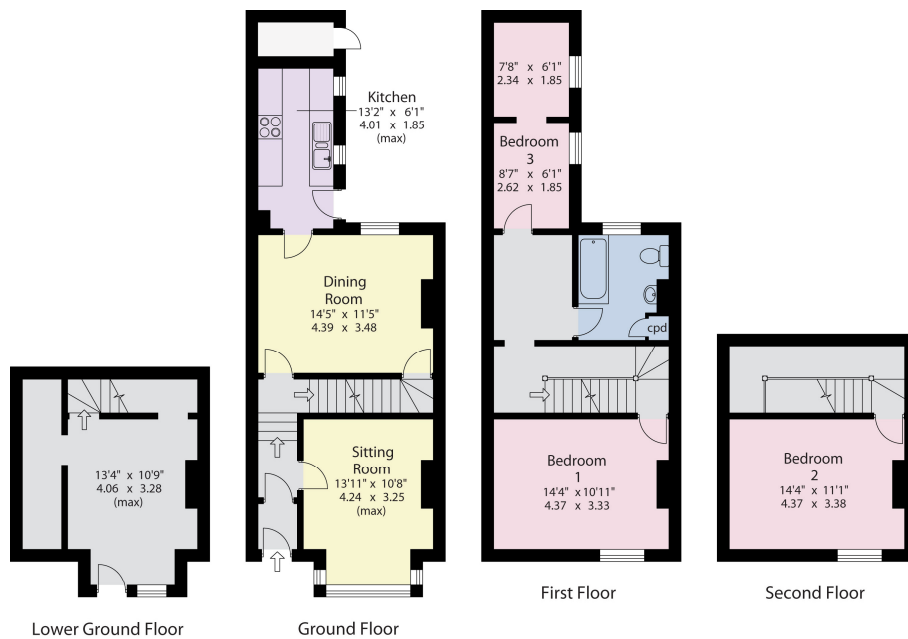 13'4" x 10'9"
4.06 x 3.28
(max)
Lower Ground Floor
Kitchen
13'2" x 6'1"
4.01 x 1.85
(max)
Dining
Room
14'5" x 11'5"
4.39 x 3.48
Sitting
Room
13'11" x 10'8"
4.24 x 3.25
(max)
Ground Floor
7'8" x 6'1"
2.34 x 1.85
Bedroom
3
8'7" x 6'1"
2.62 x 1.85
cpd
Bedroom
1
14'4" x 10'11"
4.37 x 3.33
First Floor
Bedroom
2
14'4" x 11'1"
4.37 x 3.38
Second Floor